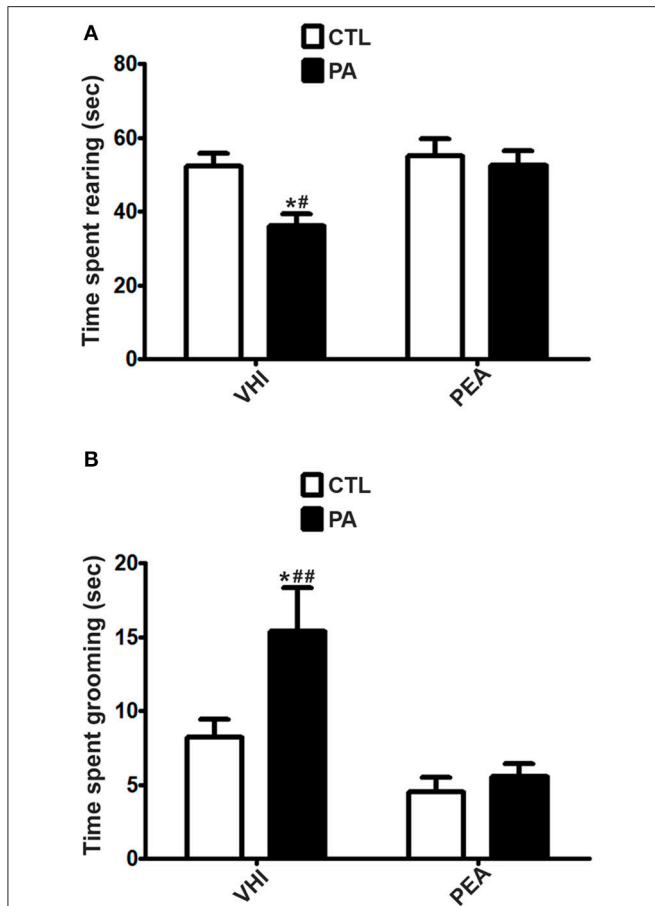 A
CTL
PA
Time spent rearing (sec)
80
60
40
20
0
*#
VHI
PEA
B
CTL
PA
Time spent grooming (sec)
20
15
10
5
0
*##
VHI
PEA